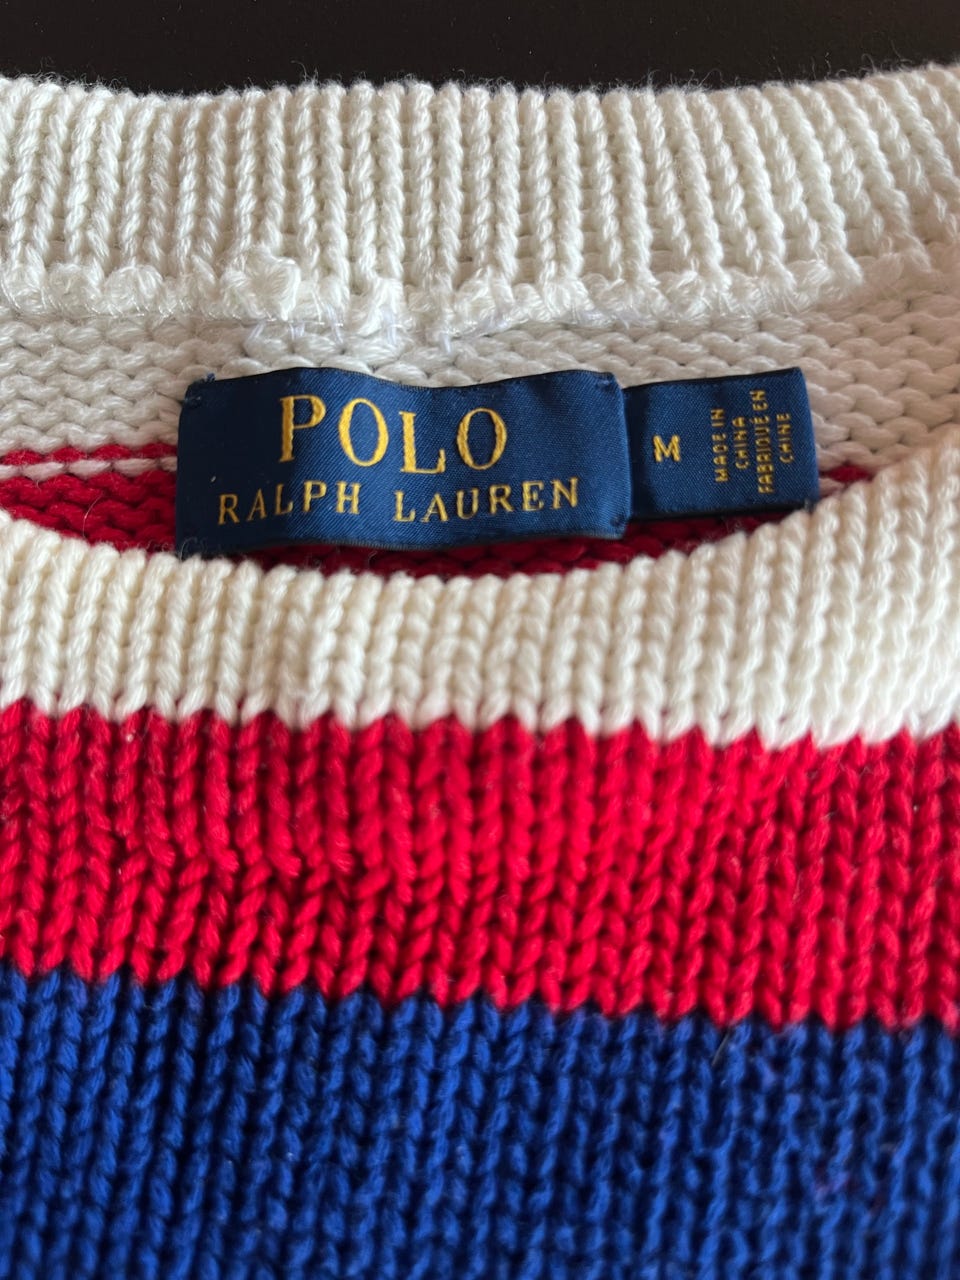 POLO
RALPH LAUREN
M
MADE IN
CHINA
FABRIQUÉ EN
CHINE